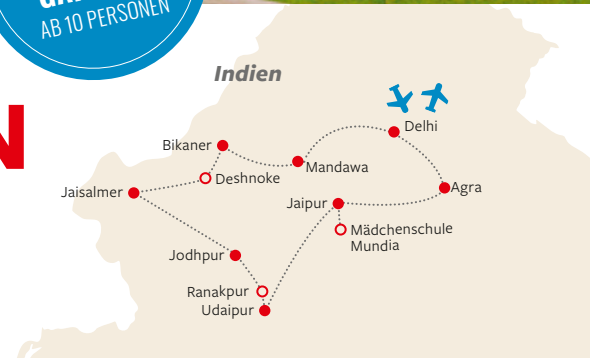 AB 10 PERSONEN
N
Indien
Delhi
Bikaner
Mandawa
Deshnoke
Jaisalmer
Agra
Jaipur
Mädchenschule
Mundia
Jodhpur
Ranakpur
Udaipur